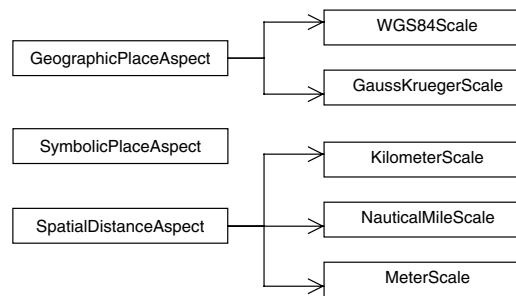 WGS84Scale
GeographicPlaceAspect
GaussKruegerScale
SymbolicPlaceAspect
KilometerScale
SpatialDistanceAspect
NauticalMileScale
MeterScale